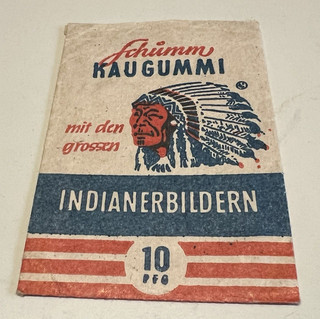 Schümm
KAUGUMMI
mit den
grossen
INDIANERBILDERN
10
PFG